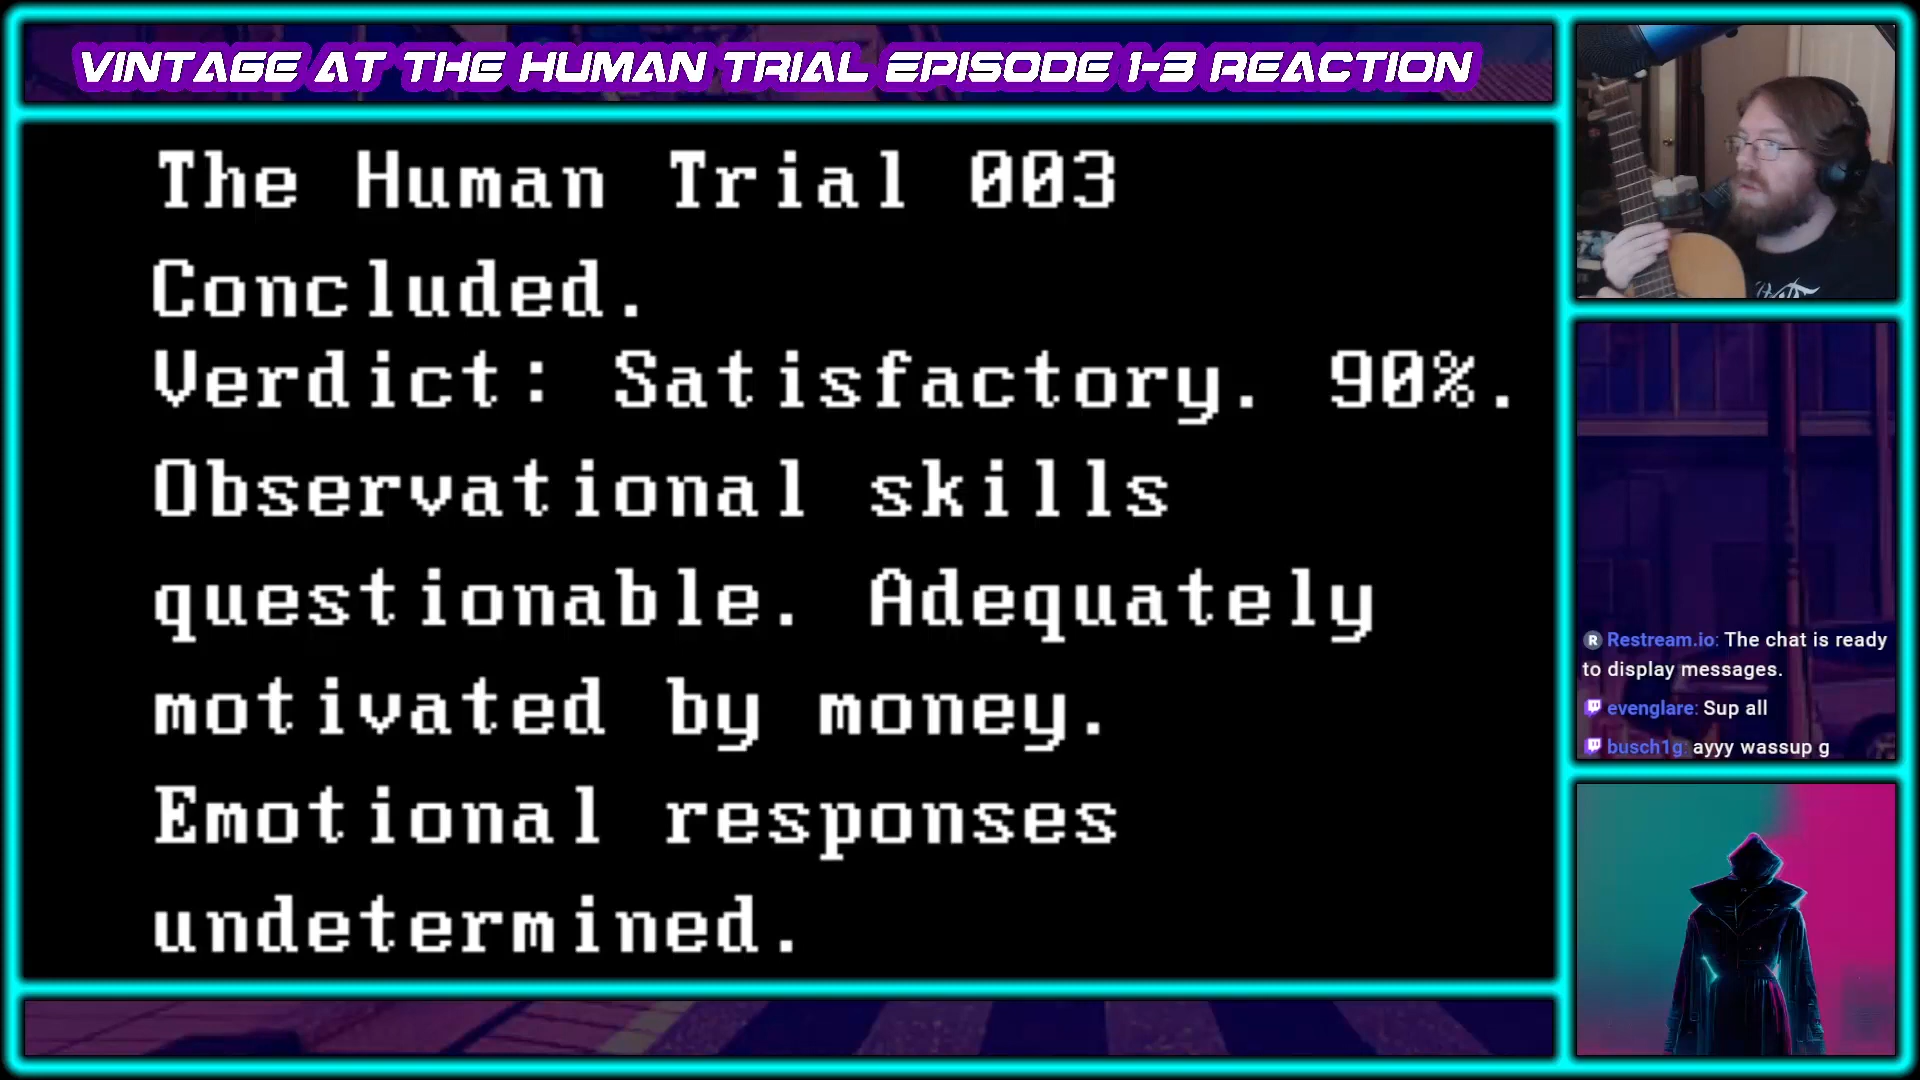 VINTAGE AT THE HUMAN TRIAL EPISODE 1-3 REACTION
The Human Trial 003
Concluded.
Verdict: Satisfactory. 90%.
Observational skills
questionable. Adequately
motivated by money.
Emotional responses
undetermined.
Restream.io: The chat is ready
to display messages.
evenglare: Sup all
busch1g: ayyy wassup g